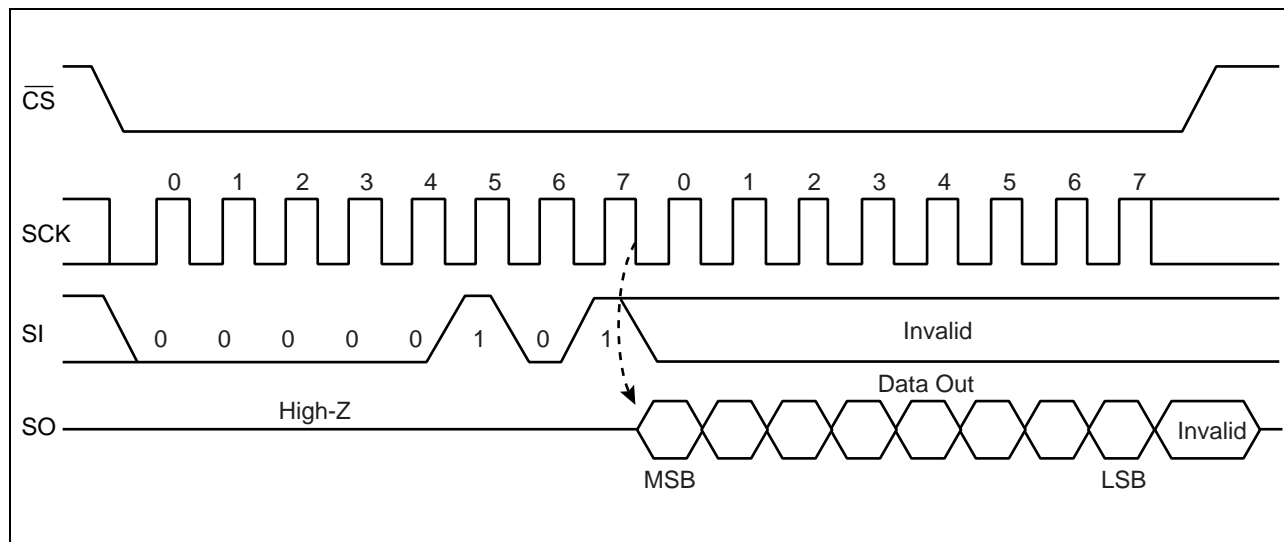 CS
0 1 2 3 4 5 6 7 0 1 2 3 4 5 6 7
SCK
SI
0 0 0 0 0 1 0 1
Invalid
Data Out
High-Z
SO
Invalid
MSB
LSB